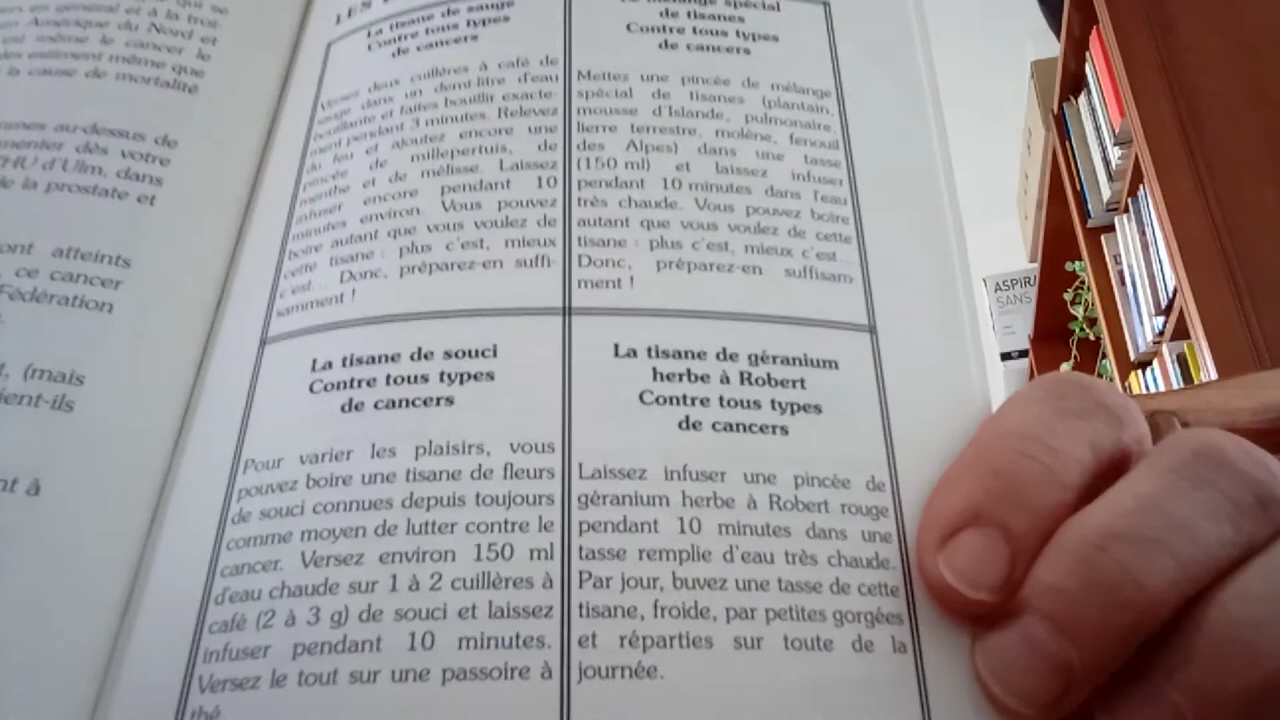 en général et à la
Amérique du Nord et
est même le cancer le
estiment même que
la cause de mortalité
au-dessus de
dès votre
CHU d'Ulm, dans
la prostate et
ont atteints
ce cancer
Fédération
, (mais
ient-ils
nt à
LES
La tisane de sauge
Contre tous types
de cancers
Versez deux cuillères à café de
sauge dans un demi-litre d'eau
bouillante et faites bouillir exacte-
ment pendant 3 minutes. Relevez
du feu et ajoutez encore une
pincée de millepertuis, de
menthe et de mélisse. Laissez
infuser encore pendant 10
minutes environ. Vous pouvez
boire autant que vous voulez de
cette tisane : plus c'est, mieux
c'est... Donc, préparez-en suffi-
samment !
mélange spécial
de tisanes
Contre tous types
de cancers
Mettez une pincée de mélange
spécial de tisanes (plantain,
mousse d'Islande, pulmonaire,
lierre terrestre, molène, fenouil
des Alpes) dans une tasse
(150 ml) et laissez infuser
pendant 10 minutes dans l'eau
très chaude. Vous pouvez boire
autant que vous voulez de cette
tisane : plus c'est, mieux c'est...
Donc, préparez-en suffisam
ment !
La tisane de souci
Contre tous types
de cancers
Pour varier les plaisirs, vous
pouvez boire une tisane de fleurs
de souci connues depuis toujours
comme moyen de lutter contre le
cancer. Versez environ 150 ml
d'eau chaude sur 1 à 2 cuillères à
café (2 à 3 g) de souci et laissez
infuser pendant 10 minutes.
Versez le tout sur une passoire à
thé
La tisane de géranium
herbe à Robert
Contre tous types
de cancers
Laissez infuser une pincée de
géranium herbe à Robert rouge
pendant 10 minutes dans une
tasse remplie d'eau très chaude.
Par jour, buvez une tasse de cette
tisane, froide, par petites gorgées
et réparties sur toute de la
journée.
ASPIRA
SANS